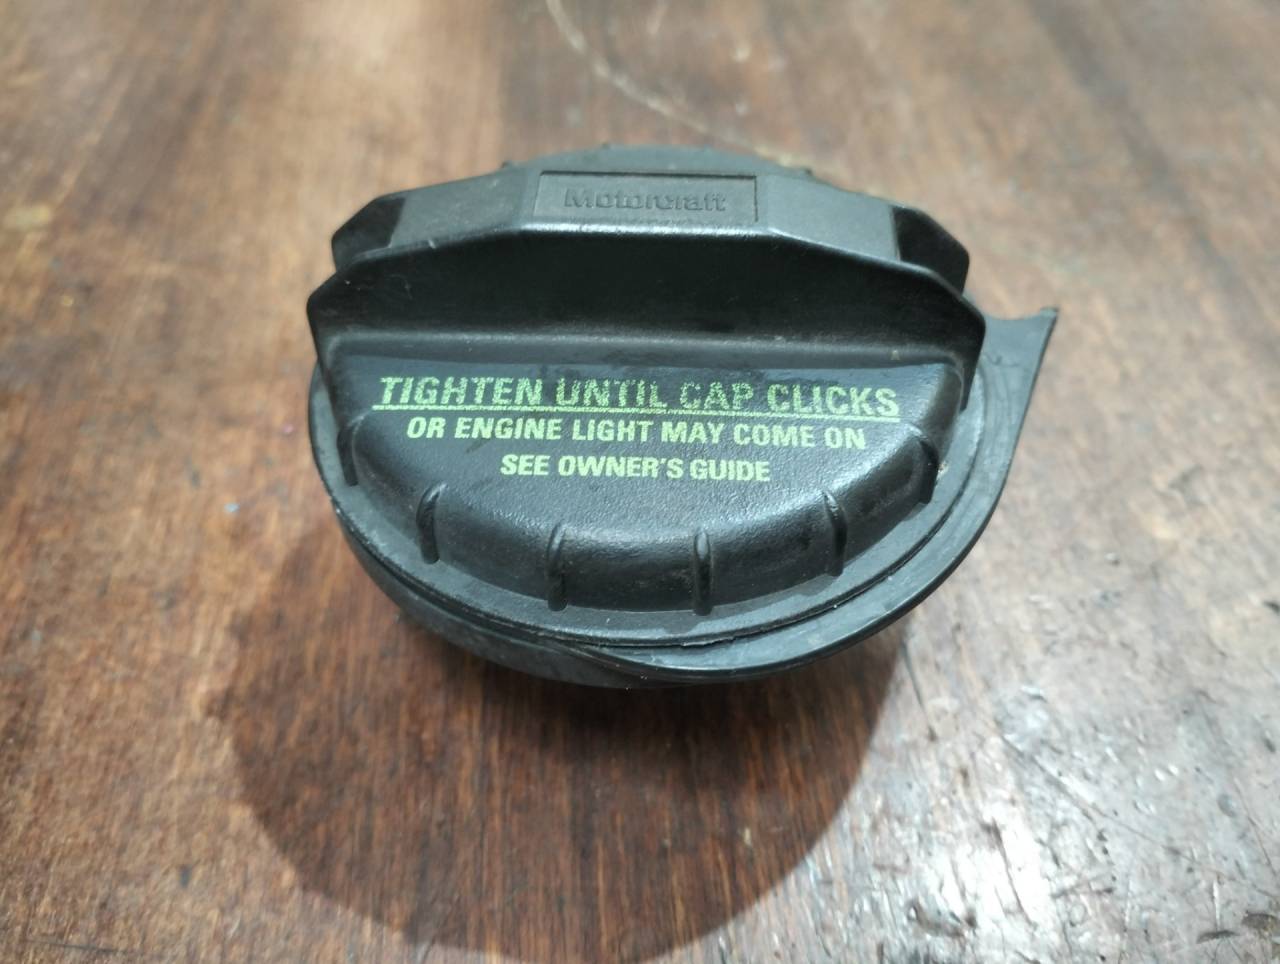 Motorcraft
TIGHTEN UNTIL CAP CLICKS
OR ENGINE LIGHT MAY COME ON
SEE OWNER'S GUIDE